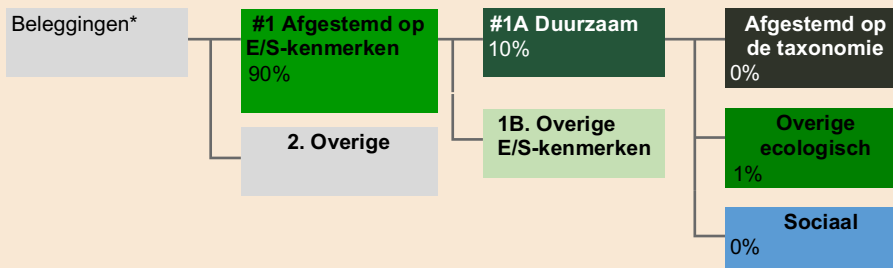 Beleggingen*
#1 Afgestemd op
E/S-kenmerken
90%
2. Overige
#1A Duurzaam
10%
1B. Overige
E/S-kenmerken
Afgestemd op
de taxonomie
0%
Overige
ecologisch
1%
Sociaal
0%